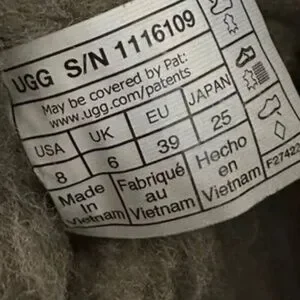 UGG S/N 1116109
May be covered by Pat:
www.ugg.com/patents
USA UK EU JAPAN
8 6 39 25
Made in Vietnam
Fabriqué au Vietnam
Hecho en Vietnam